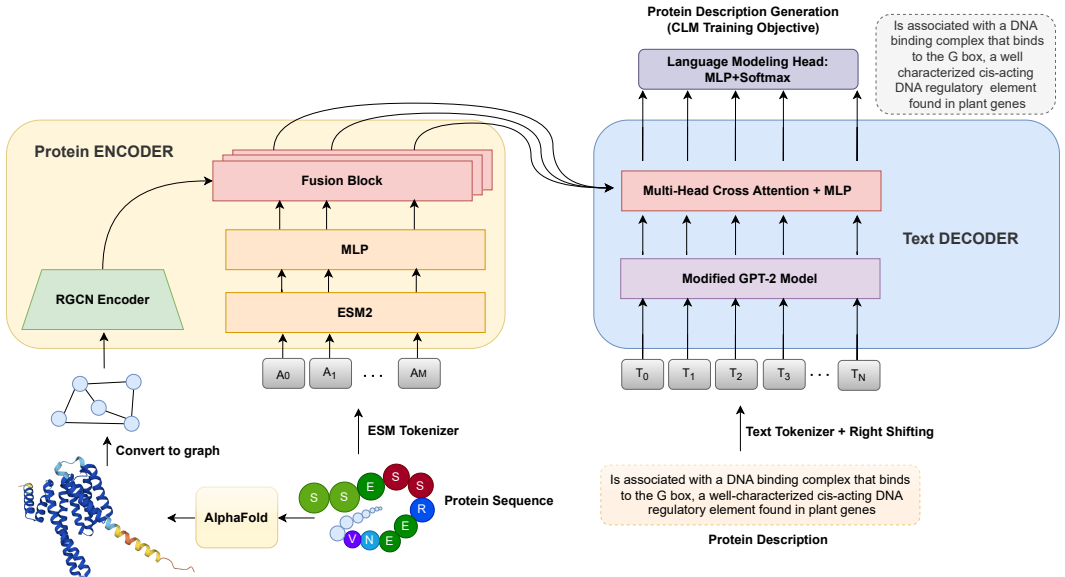 Protein Description Generation
(CLM Training Objective)
Is associated with a DNA
binding complex that binds
to the G box, a well
characterized cis-acting
DNA regulatory element
found in plant genes
Language Modeling Head:
MLP+Softmax
Protein ENCODER
Fusion Block
Multi-Head Cross Attention + MLP
MLP
Text DECODER
RGCN Encoder
ESM2
Modified GPT-2 Model
A0
A1
. . .
AM
T0
T1
T2
T3
. . .
TN
Convert to graph
ESM Tokenizer
Text Tokenizer + Right Shifting
S
S
E
S
S
R
E
E
N
V
Protein Sequence
AlphaFold
Is associated with a DNA binding complex that binds
to the G box, a well-characterized cis-acting DNA
regulatory element found in plant genes
Protein Description